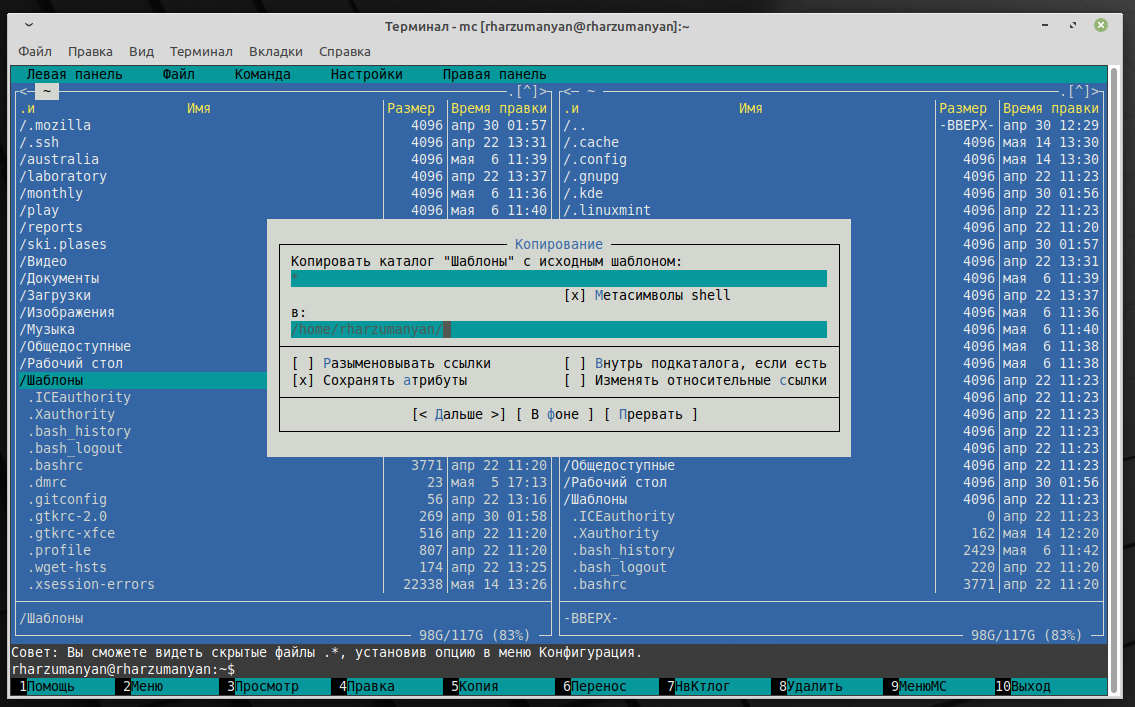 Терминал - mc [rharzumanyan@rharzumanyan]:~
Файл Правка Вид Терминал Вкладки Справка
Левая панель Файл Команда Настройки Правая панель
<─ ~ .[^]> <─ ~ .[^]>
.и Имя Размер Время правки .и Имя Размер Время правки
/.mozilla 4096 апр 30 01:57 /.. -ВВЕРХ- апр 30 12:29
/.ssh 4096 апр 22 13:31 /.cache 4096 мая 14 13:30
/australia 4096 мая 6 11:39 /.config 4096 мая 14 13:30
/laboratory 4096 апр 22 13:37 /.gnupg 4096 апр 22 11:23
/monthly 4096 мая 6 11:36 /.kde 4096 апр 30 01:56
/play 4096 мая 6 11:40 /.linuxmint 4096 апр 22 11:23
/reports 4096 апр 22 11:20
/ski.plases 4096 апр 30 01:57
/Видео 4096 апр 22 13:31
/Документы 4096 мая 6 11:39
/Загрузки 4096 апр 22 13:37
/Изображения 4096 мая 6 11:36
/Музыка 4096 мая 6 11:40
/Общедоступные 4096 мая 6 11:38
/Рабочий стол 4096 мая 6 11:38
/Шаблоны 4096 апр 22 11:23
.ICEauthority 4096 апр 22 11:23
.Xauthority 4096 апр 22 11:23
.bash_history 4096 апр 22 11:23
.bash_logout 4096 апр 22 11:23
Копирование
Копировать каталог "Шаблоны" с исходным шаблоном:
*
[x] Метасимволы shell
в:
/home/rharzumanyan/
[ ] Разыменовывать ссылки [ ] Внутрь подкаталога, если есть
[x] Сохранять атрибуты [ ] Изменять относительные ссылки
[< Дальше >] [ В фоне ] [ Прервать ]
.bashrc 3771 апр 22 11:20 /Общедоступные 4096 апр 22 11:23
.dmrc 23 мая 5 17:13 /Рабочий стол 4096 апр 30 01:56
.gitconfig 56 апр 22 13:16 /Шаблоны 4096 апр 22 11:23
.gtkrc-2.0 269 апр 30 01:58 .ICEauthority 0 апр 22 11:23
.gtkrc-xfce 516 апр 22 11:20 .Xauthority 162 мая 14 12:20
.profile 807 апр 22 11:20 .bash_history 2429 мая 6 11:42
.wget-hsts 174 апр 22 13:25 .bash_logout 220 апр 22 11:20
.xsession-errors 22338 мая 14 13:26 .bashrc 3771 апр 22 11:20
/Шаблоны -ВВЕРХ-
98G/117G (83%) 98G/117G (83%)
Совет: Вы сможете видеть скрытые файлы .*, установив опцию в меню Конфигурация.
rharzumanyan@rharzumanyan:~$
1Помощь 2Меню 3Просмотр 4Правка 5Копия 6Перенос 7НвКтлог 8Удалить 9МенюМС 10Выход